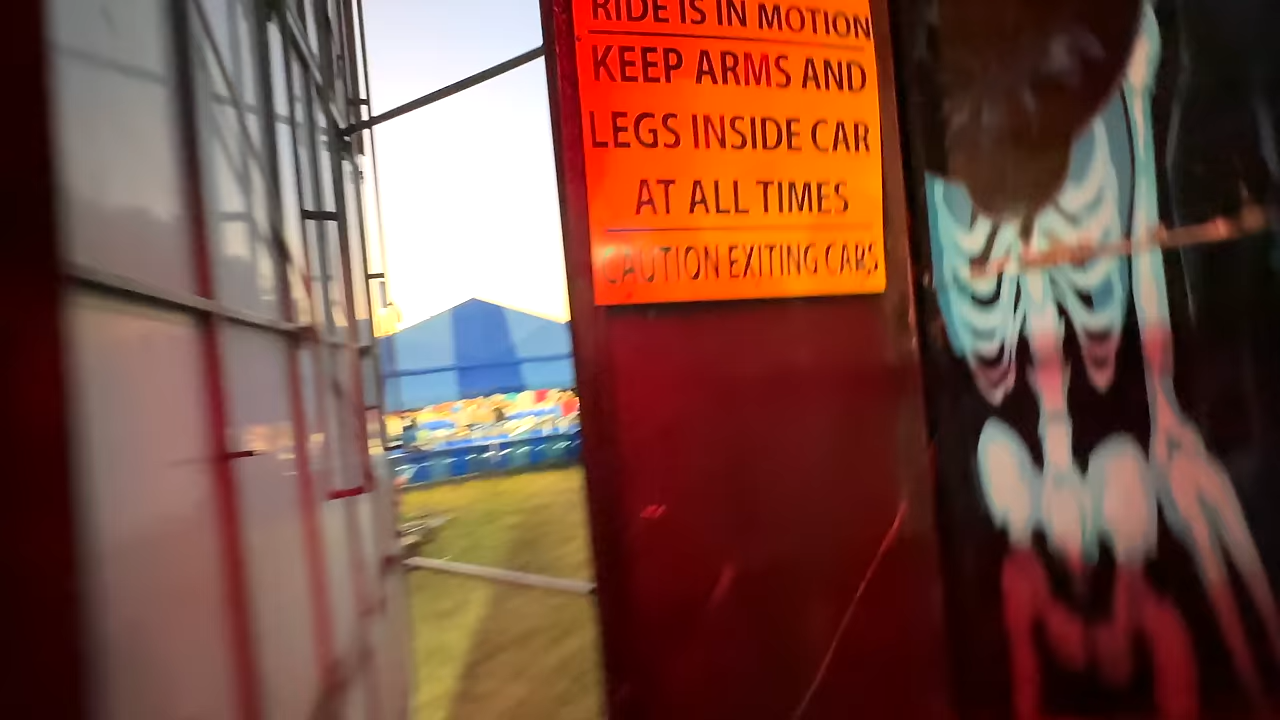 RIDE IS IN MOTION
KEEP ARMS AND
LEGS INSIDE CAR
AT ALL TIMES
CAUTION EXITING CARS